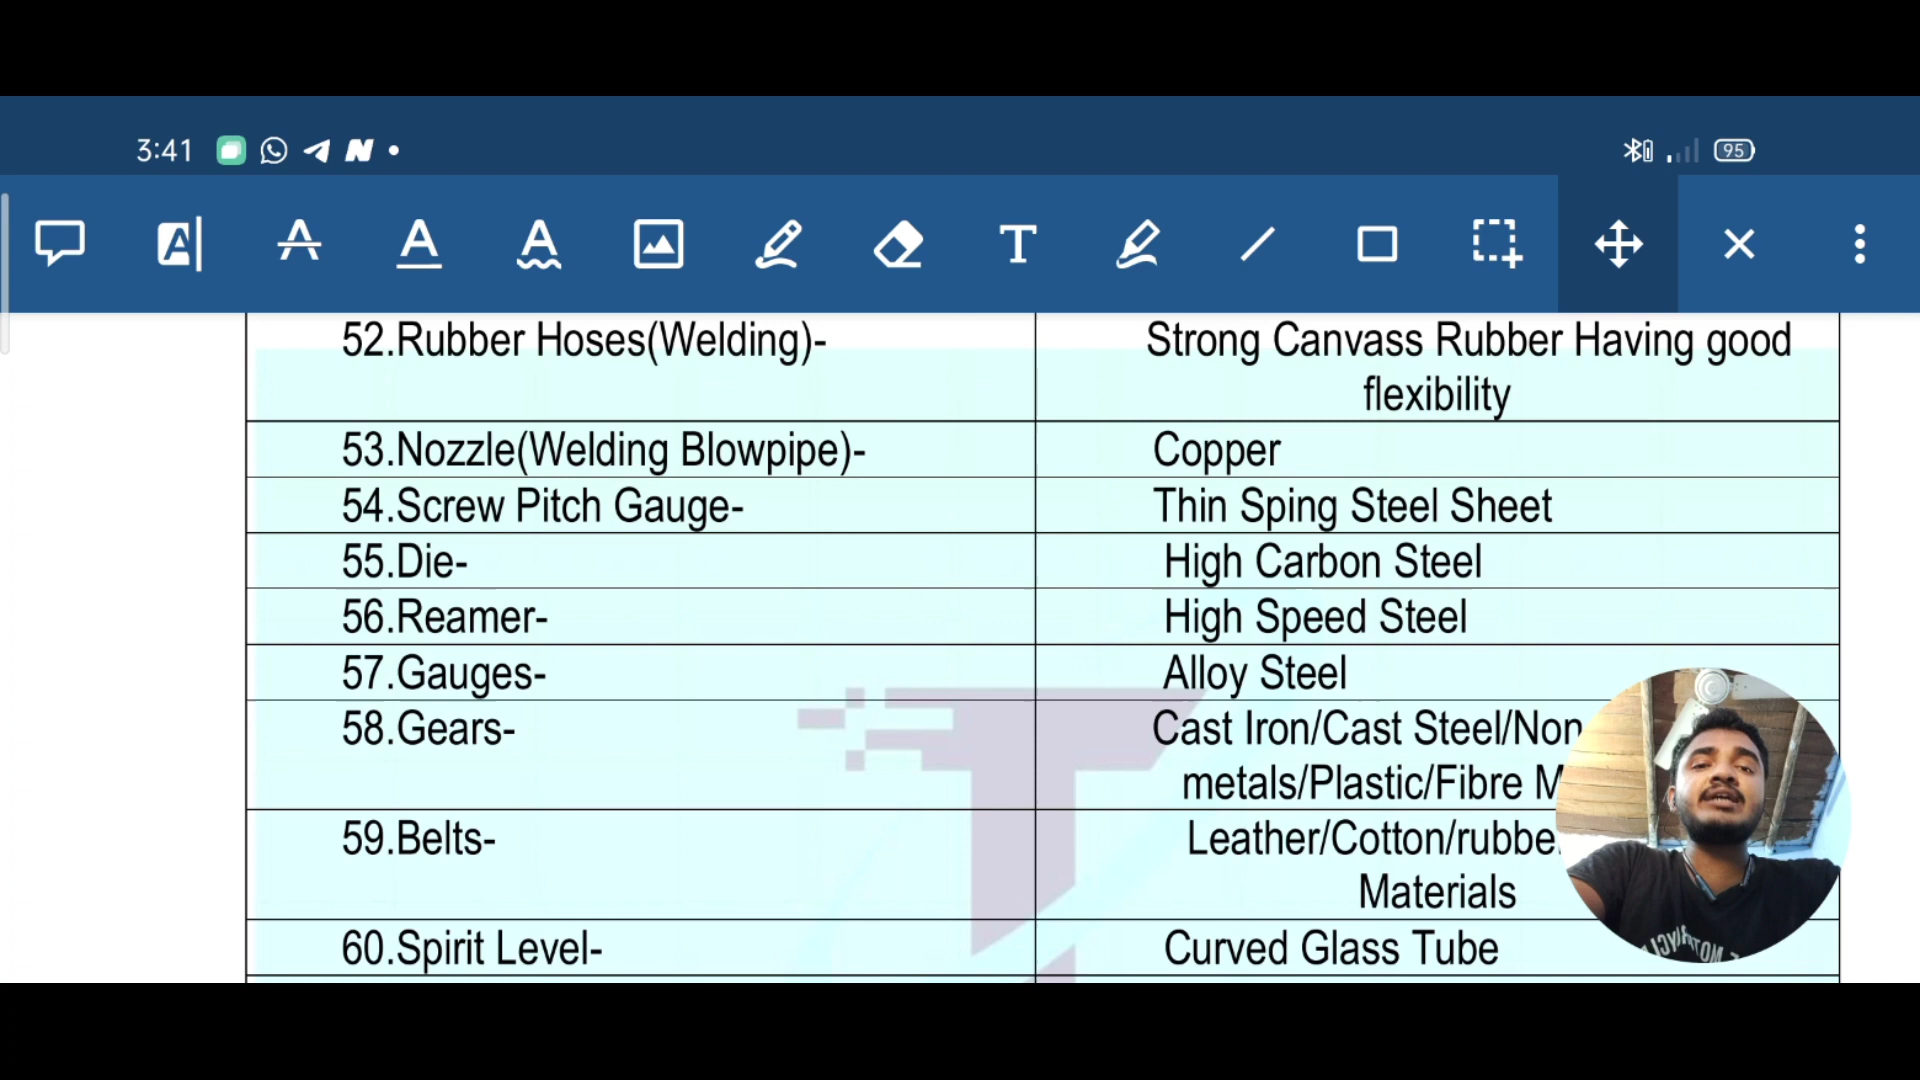 3:41
95
52.Rubber Hoses(Welding)- Strong Canvass Rubber Having good
flexibility
53.Nozzle(Welding Blowpipe)- Copper
54.Screw Pitch Gauge- Thin Sping Steel Sheet
55.Die- High Carbon Steel
56.Reamer- High Speed Steel
57.Gauges- Alloy Steel
58.Gears- Cast Iron/Cast Steel/Non
metals/Plastic/Fibre
59.Belts- Leather/Cotton/
Materials
60.Spirit Level- Curved Glass Tube